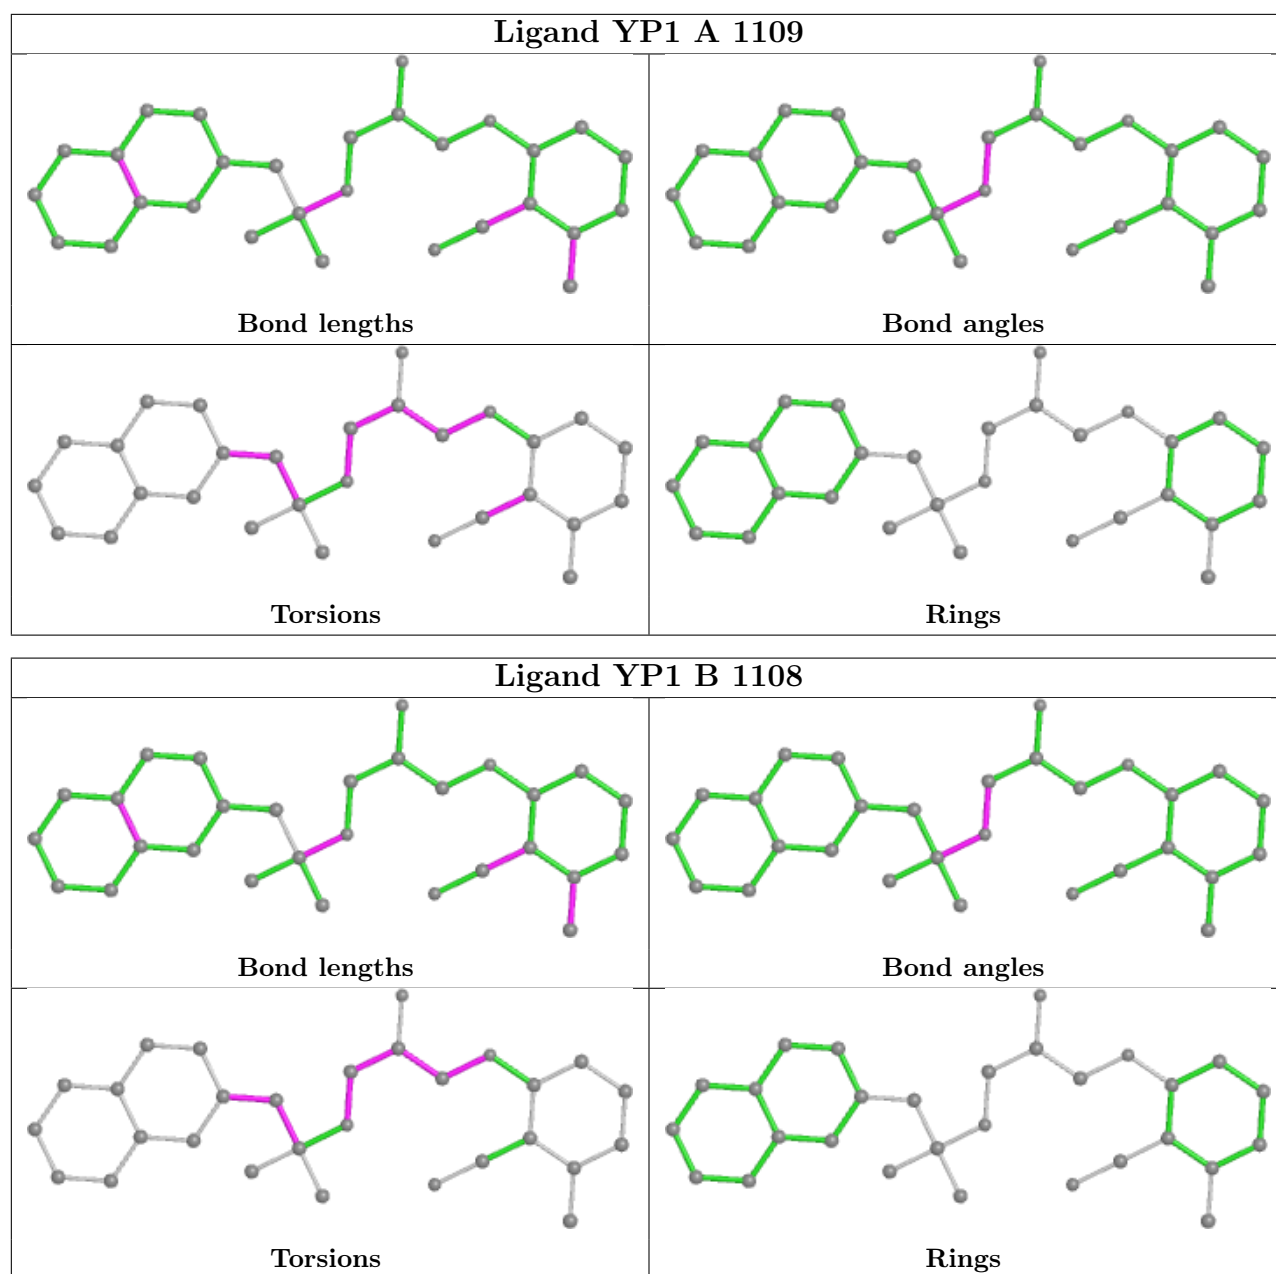 Ligand YP1 A 1109
Bond lengths
Bond angles
Torsions
Rings
Ligand YP1 B 1108
Bond lengths
Bond angles
Torsions
Rings